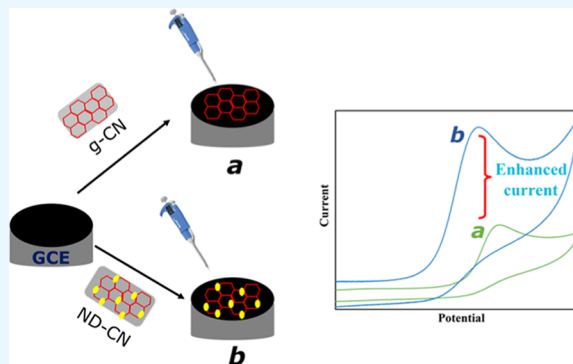 g-CN
a
GCE
ND-CN
b
b
Enhanced
current
a
Current
Potential